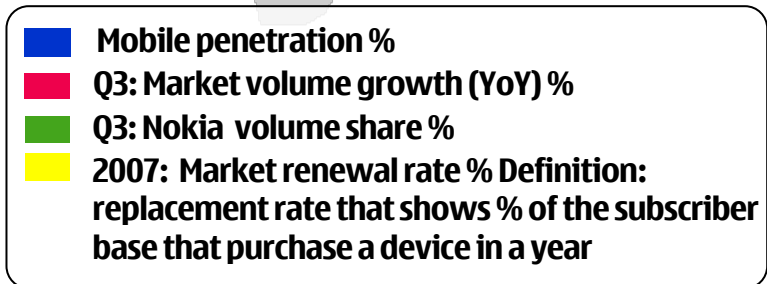 Mobile penetration %
Q3: Market volume growth (YoY) %
Q3: Nokia volume share %
2007: Market renewal rate % Definition:
replacement rate that shows % of the subscriber
base that purchase a device in a year